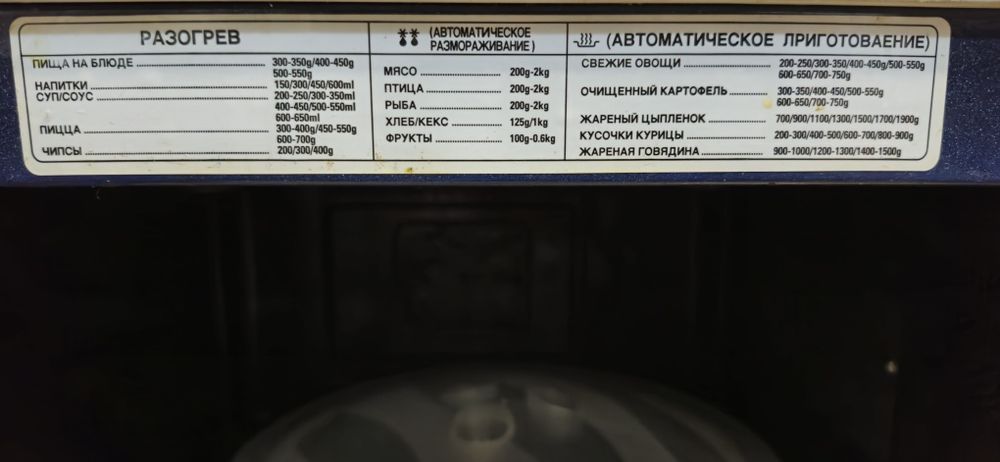 РАЗОГРЕВ
ПИЩА НА БЛЮДЕ ........ 300-350g/400-450g
500-550g
НАПИТКИ ........ 150/300/450/600ml
СУП/СОУС ........ 200-250/300-350ml
400-450/500-550ml
600-650ml
ПИЦЦА ........ 300-400g/450-550g
600-700g
ЧИПСЫ ........ 200/300/400g
(АВТОМАТИЧЕСКОЕ
РАЗМОРАЖИВАНИЕ)
МЯСО ........ 200g-2kg
ПТИЦА ........ 200g-2kg
РЫБА ........ 200g-2kg
ХЛЕБ/КЕКС ........ 125g/1kg
ФРУКТЫ ........ 100g-0.6kg
(АВТОМАТИЧЕСКОЕ ЛРИГОТОВАЕНИЕ)
СВЕЖИЕ ОВОЩИ ........ 200-250/300-350/400-450g/500-550g
600-650/700-750g
ОЧИЩЕННЫЙ КАРТОФЕЛЬ ........ 300-350/400-450/500-550g
600-650/700-750g
ЖАРЕНЫЙ ЦЫПЛЕНОК ........ 700/900/1100/1300/1500/1700/1900g
КУСОЧКИ КУРИЦЫ ........ 200-300/400-500/600-700/800-900g
ЖАРЕНАЯ ГОВЯДИНА ........ 900-1000/1200-1300/1400-1500g